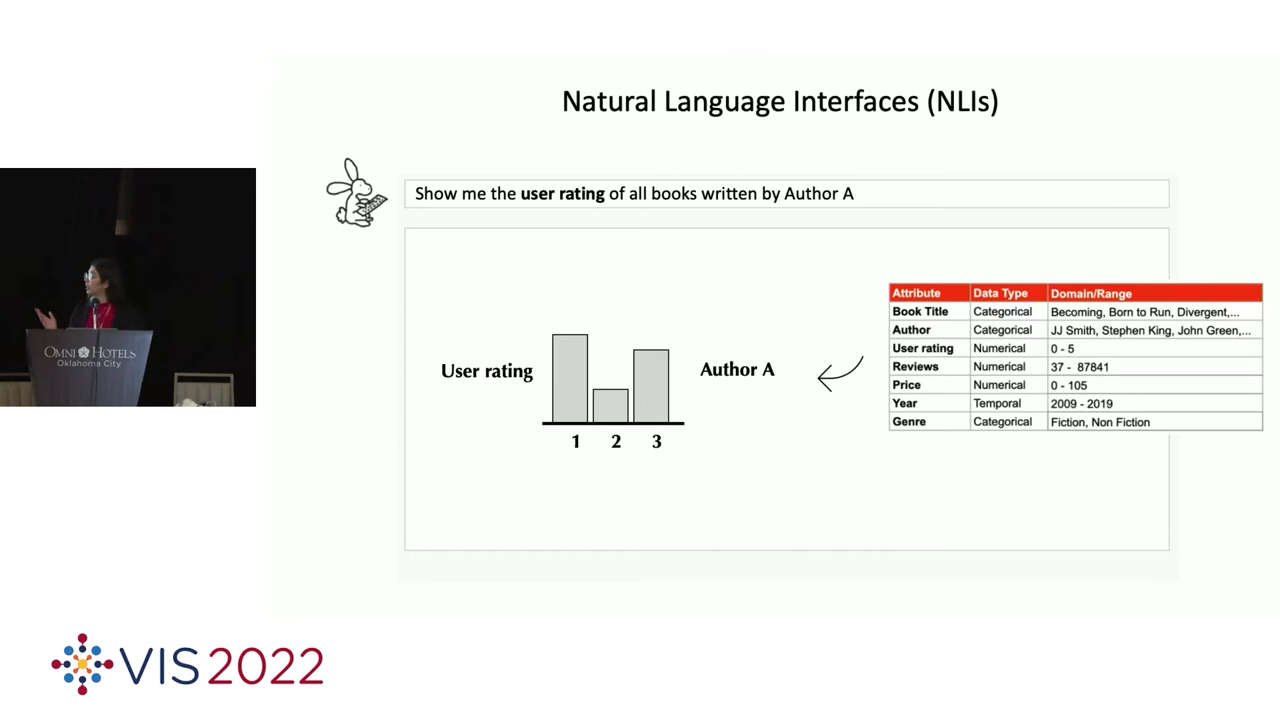 Natural Language Interfaces (NLIs)
Show me the user rating of all books written by Author A
User rating
Author A
1 2 3
Attribute Data Type Domain/Range
Book Title Categorical Becoming, Born to Run, Divergent,...
Author Categorical JJ Smith, Stephen King, John Green,...
User rating Numerical 0 - 5
Reviews Numerical 37 - 87841
Price Numerical 0 - 105
Year Temporal 2009 - 2019
Genre Categorical Fiction, Non Fiction
OMNI HOTELS
Oklahoma City
VIS2022